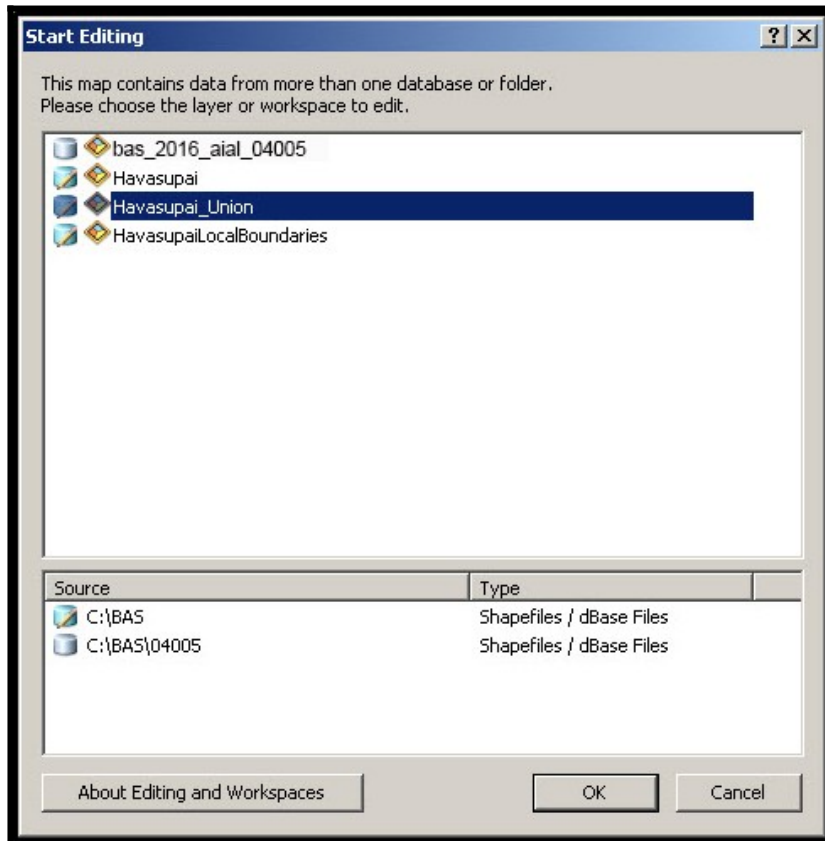 Start Editing
This map contains data from more than one database or folder.
Please choose the layer or workspace to edit.
bas_2016_aial_04005
Havasupai
Havasupai_Union
HavasupaiLocalBoundaries
Source Type
C:\BAS Shapefiles / dBase Files
C:\BAS\04005 Shapefiles / dBase Files
About Editing and Workspaces OK Cancel